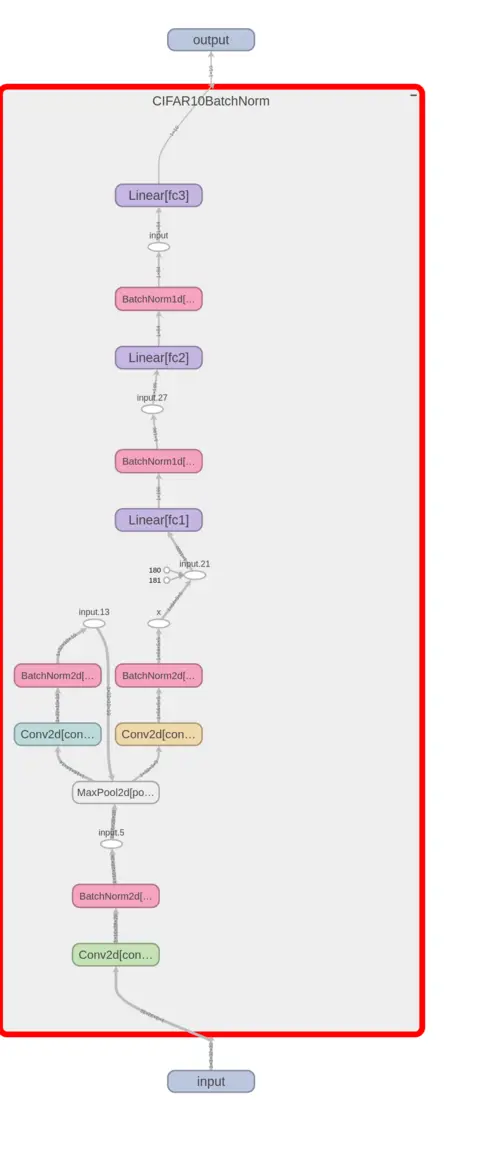 output
CIFAR10BatchNorm
Linear[fc3]
input
BatchNorm1d[...
Linear[fc2]
input.27
BatchNorm1d[...
Linear[fc1]
input.21
180
181
input.13
x
BatchNorm2d[...
BatchNorm2d[...
Conv2d[con...
Conv2d[con...
MaxPool2d[po...
input.5
BatchNorm2d[...
Conv2d[con...
input